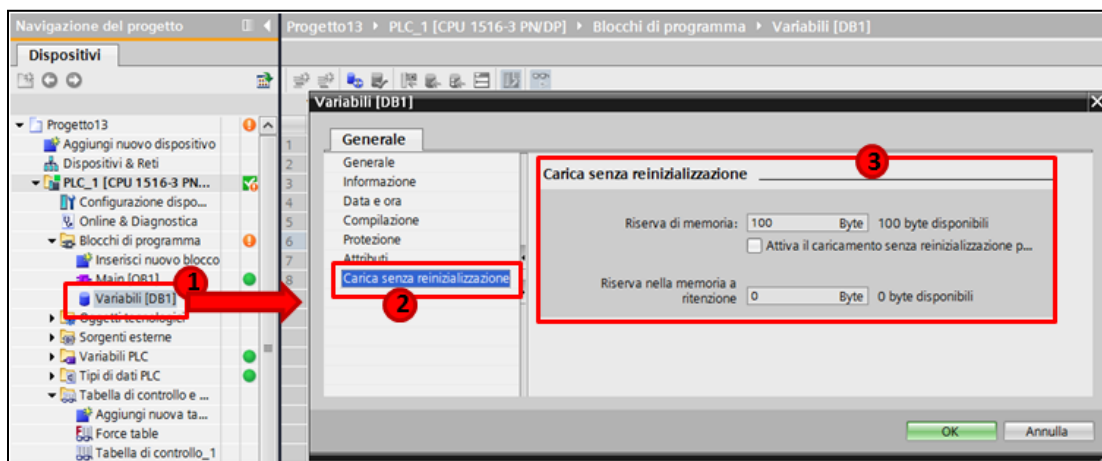 Navigazione del progetto
Progetto13 ▸ PLC_1 [CPU 1516-3 PN/DP] ▸ Blocchi di programma ▸ Variabili [DB1]
Dispositivi
Progetto13
Aggiungi nuovo dispositivo
Dispositivi & Reti
PLC_1 [CPU 1516-3 PN...
Configurazione dispo...
Online & Diagnostica
Blocchi di programma
Inserisci nuovo blocco
Main [OB1]
1
Variabili [DB1]
Oggetti tecnologici
Sorgenti esterne
Variabili PLC
Tipi di dati PLC
Tabella di controllo e ...
Aggiungi nuova ta...
Force table
Tabella di controllo_1
1
2
3
4
5
6
7
8
Variabili [DB1]
Generale
Generale
Informazione
Data e ora
Compilazione
Protezione
Attributi
Carica senza reinizializzazione
2
3
Carica senza reinizializzazione
Riserva di memoria: 100 Byte 100 byte disponibili
Attiva il caricamento senza reinizializzazione p...
Riserva nella memoria a
ritenzione 0 Byte 0 byte disponibili
OK Annulla